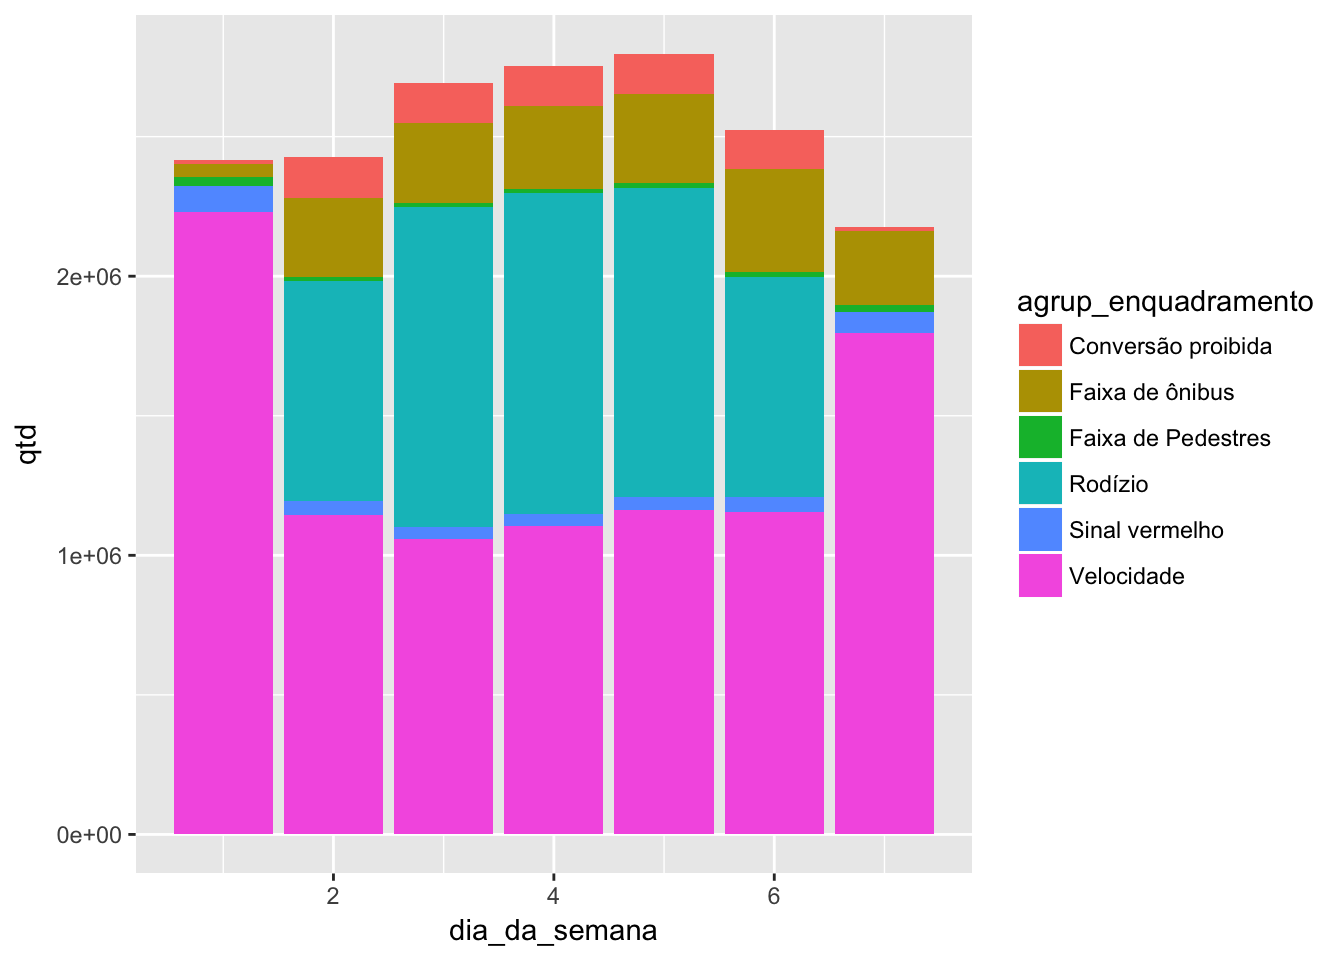 qtd
2e+06
1e+06
0e+00
2
4
6
dia_da_semana
agrup_enquadramento
Conversão proibida
Faixa de ônibus
Faixa de Pedestres
Rodízio
Sinal vermelho
Velocidade